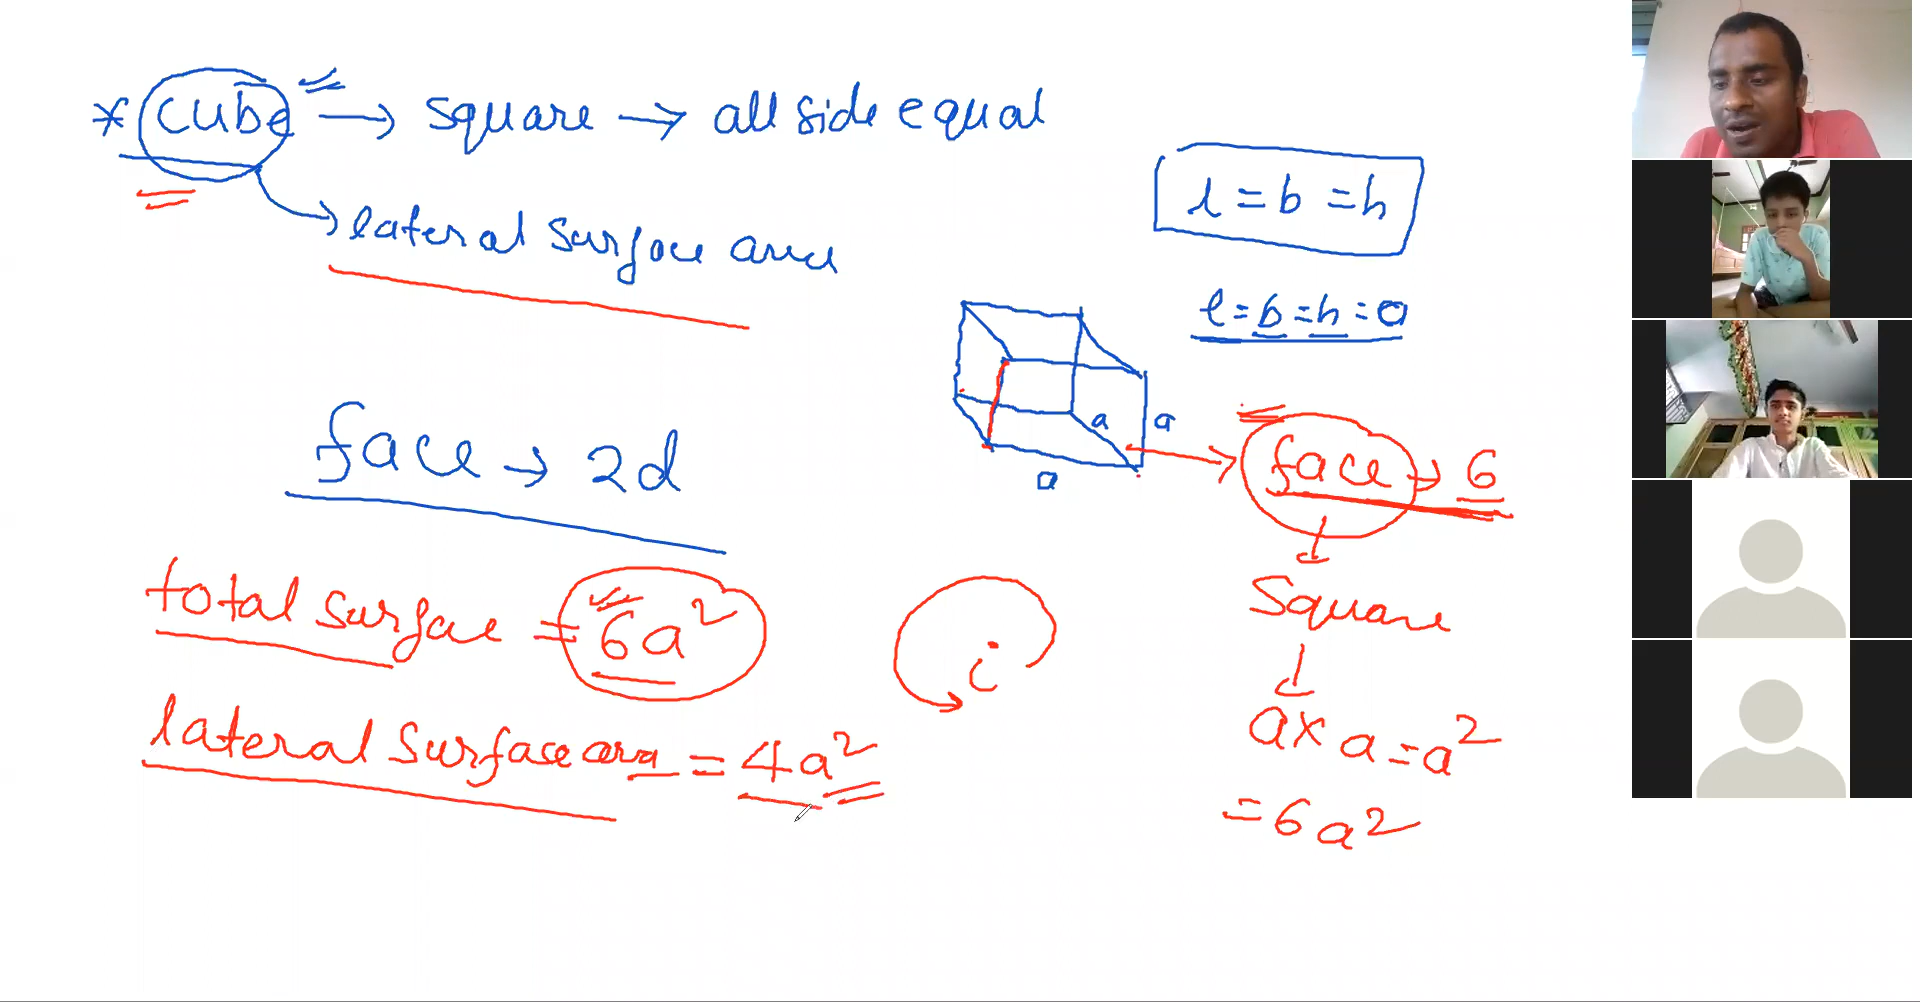 * cube → square → all side equal
l = b = h
lateral surface area
l = b = h = a
a
a
a
face → 2d
face → 6
total surface = 6a²
Square
i
lateral surface area = 4a²
a x a = a²
= 6a²